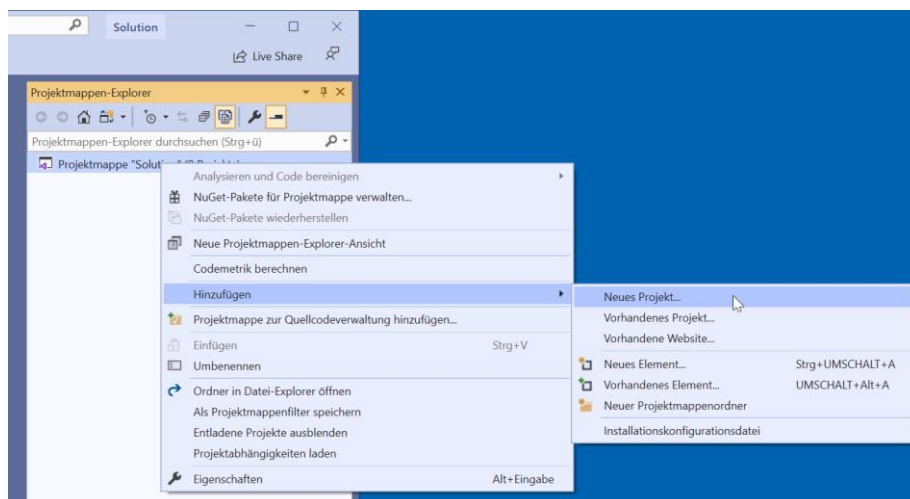 Solution
Live Share
Projektmappen-Explorer
Projektmappen-Explorer durchsuchen (Strg+ü)
Projektmappe "Solut
Analysieren und Code bereinigen
NuGet-Pakete für Projektmappe verwalten...
NuGet-Pakete wiederherstellen
Neue Projektmappen-Explorer-Ansicht
Codemetrik berechnen
Hinzufügen
Neues Projekt...
Projektmappe zur Quellcodeverwaltung hinzufügen...
Vorhandenes Projekt...
Vorhandene Website...
Einfügen Strg+V
Umbenennen
Neues Element... Strg+UMSCHALT+A
Ordner in Datei-Explorer öffnen
Vorhandenes Element... UMSCHALT+Alt+A
Als Projektmappenfilter speichern
Neuer Projektmappenordner
Entladene Projekte ausblenden
Installationskonfigurationsdatei
Projektabhängigkeiten laden
Eigenschaften Alt+Eingabe